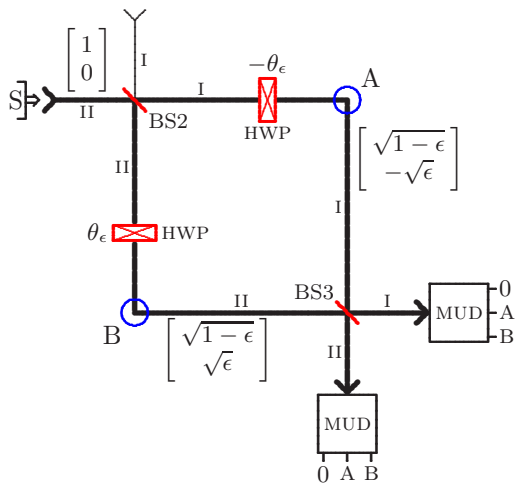 [1 0]
I
I
−θ_ϵ
A
S
II
BS2
HWP
[√1−ϵ −√ϵ]
II
I
θ_ϵ
HWP
BS3
I
0
MUD
A
B
II
B
[√1−ϵ √ϵ]
II
MUD
0 A B